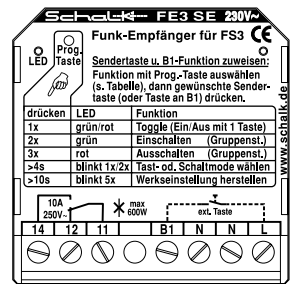 Schalk FE3 SE 230V~
Funk-Empfänger für FS3 CE
LED
Prog.
Taste
Sendertaste u. B1-Funktion zuweisen:
Funktion mit Prog.-Taste auswählen
(s. Tabelle), dann gewünschte Sender-
taste (oder Taste an B1) drücken.
drücken LED Funktion
1x grün/rot Toggle (Ein/Aus mit 1 Taste)
2x grün Einschalten (Gruppenst.)
3x rot Ausschalten (Gruppenst.)
>4s blinkt 1x/2x Tast- od. Schaltmode wählen
>10s blinkt 5x Werkseinstellung herstellen
www.schalk.de
10A
250V~
max
600W
ext. Taste
14 12 11 B1 N N L